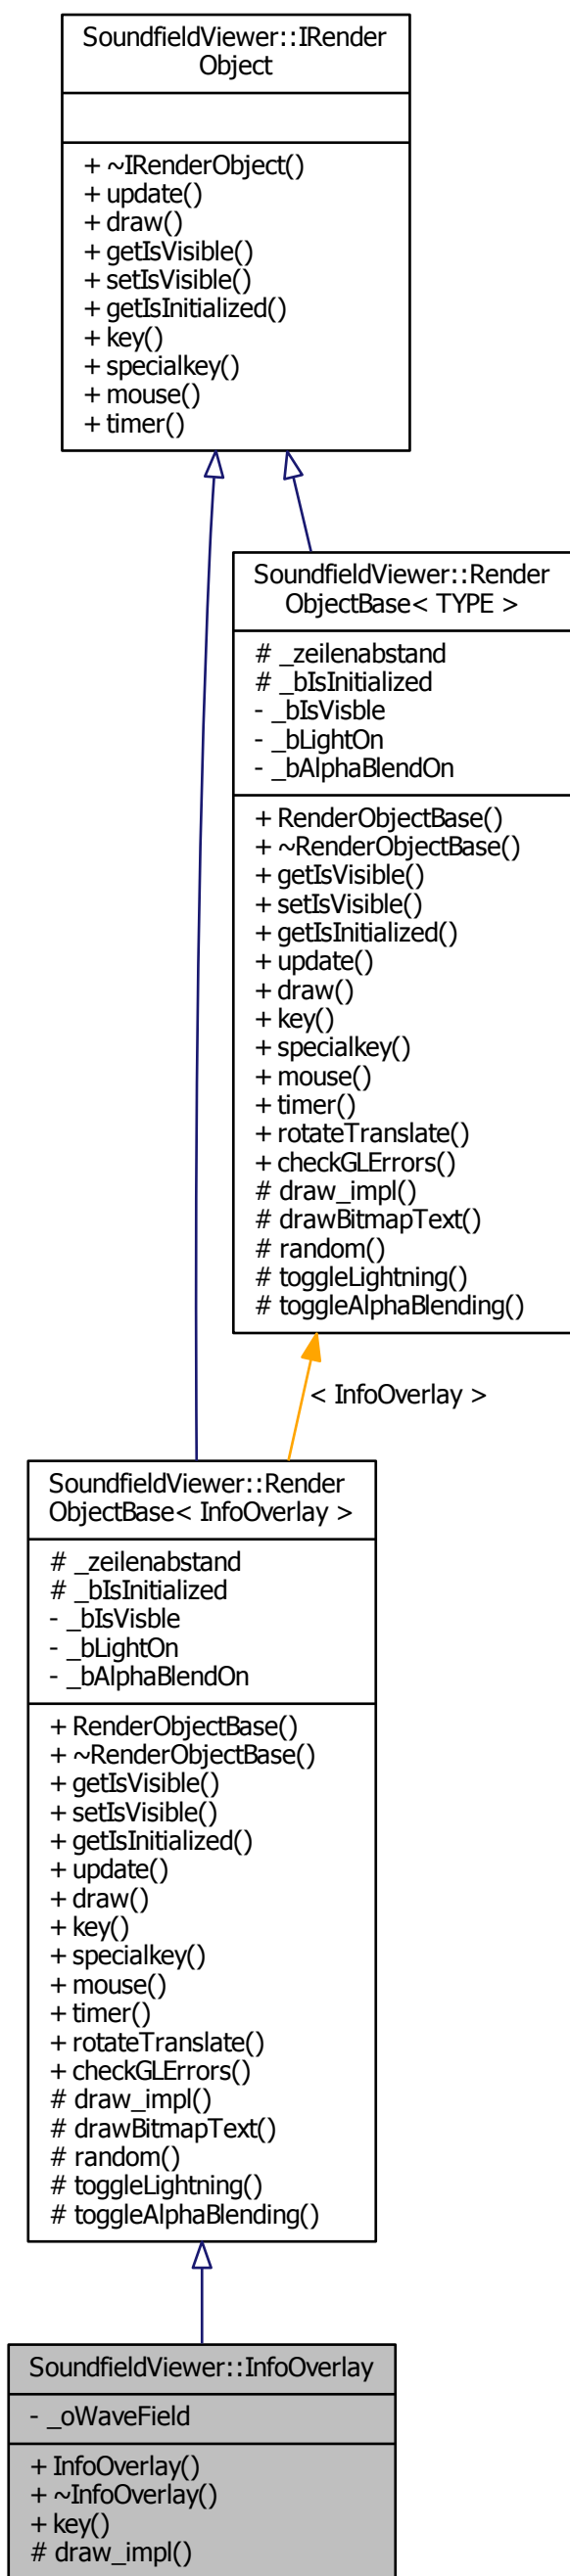 SoundfieldViewer::IRender
Object
+ ~IRenderObject()
+ update()
+ draw()
+ getIsVisible()
+ setIsVisible()
+ getIsInitialized()
+ key()
+ specialkey()
+ mouse()
+ timer()
SoundfieldViewer::Render
ObjectBase< TYPE >
# _zeilenabstand
# _bIsInitialized
- _bIsVisble
- _bLightOn
- _bAlphaBlendOn
+ RenderObjectBase()
+ ~RenderObjectBase()
+ getIsVisible()
+ setIsVisible()
+ getIsInitialized()
+ update()
+ draw()
+ key()
+ specialkey()
+ mouse()
+ timer()
+ rotateTranslate()
+ checkGLErrors()
# draw_impl()
# drawBitmapText()
# random()
# toggleLightning()
# toggleAlphaBlending()
< InfoOverlay >
SoundfieldViewer::Render
ObjectBase< InfoOverlay >
# _zeilenabstand
# _bIsInitialized
- _bIsVisble
- _bLightOn
- _bAlphaBlendOn
+ RenderObjectBase()
+ ~RenderObjectBase()
+ getIsVisible()
+ setIsVisible()
+ getIsInitialized()
+ update()
+ draw()
+ key()
+ specialkey()
+ mouse()
+ timer()
+ rotateTranslate()
+ checkGLErrors()
# draw_impl()
# drawBitmapText()
# random()
# toggleLightning()
# toggleAlphaBlending()
SoundfieldViewer::InfoOverlay
- _oWaveField
+ InfoOverlay()
+ ~InfoOverlay()
+ key()
# draw_impl()